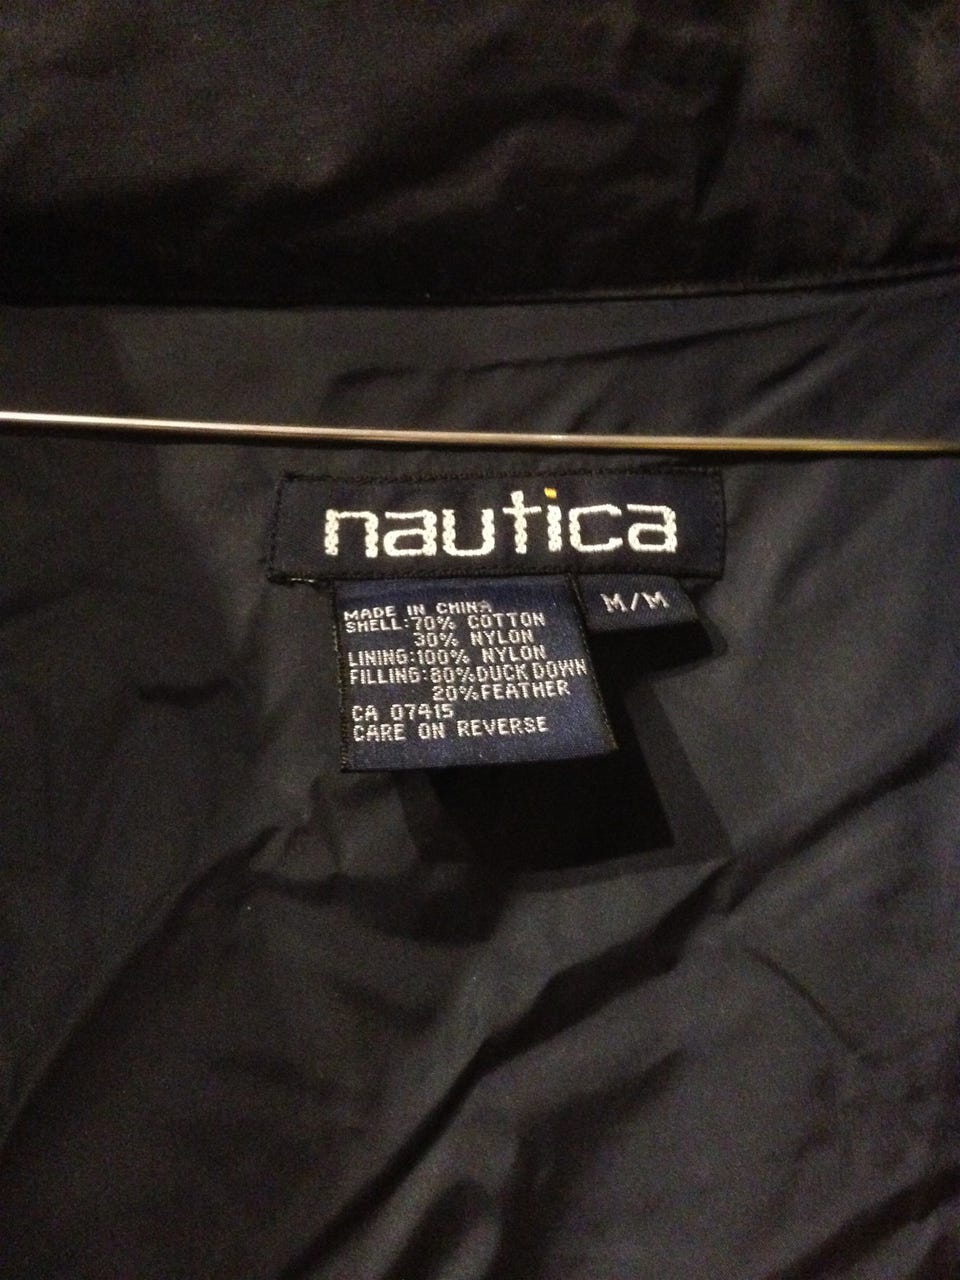 nautica
M/M
MADE IN CHINA
SHELL:70% COTTON
30% NYLON
LINING:100% NYLON
FILLING:80%DUCK DOWN
20%FEATHER
CA 07415
CARE ON REVERSE